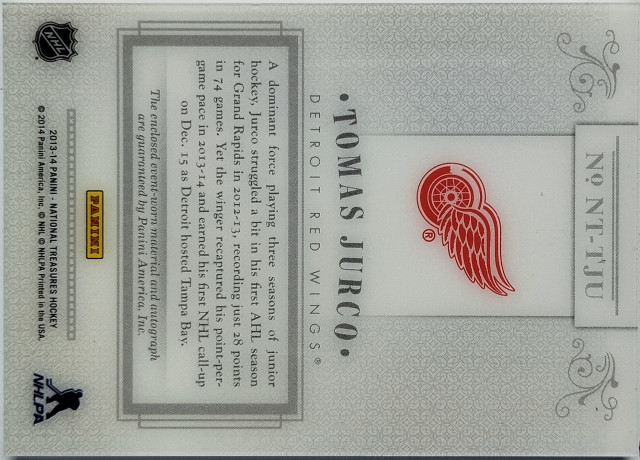 Nº NT-TJU
®
•TOMAS JURCO•
DETROIT RED WINGS®
A dominant force playing three seasons of junior
hockey, Jurco struggled a bit in his first AHL season
for Grand Rapids in 2012-13, recording just 28 points
in 74 games. Yet the winger recaptured his point-per-
game pace in 2013-14 and earned his first NHL call-up
on Dec. 15 as Detroit hosted Tampa Bay.
The enclosed event-worn material and autograph
are guaranteed by Panini America, Inc.
PANINI
NHL
2013-14 PANINI - NATIONAL TREASURES HOCKEY
© 2014 Panini America, Inc. © NHL © NHLPA Printed in the USA.
NHLPA